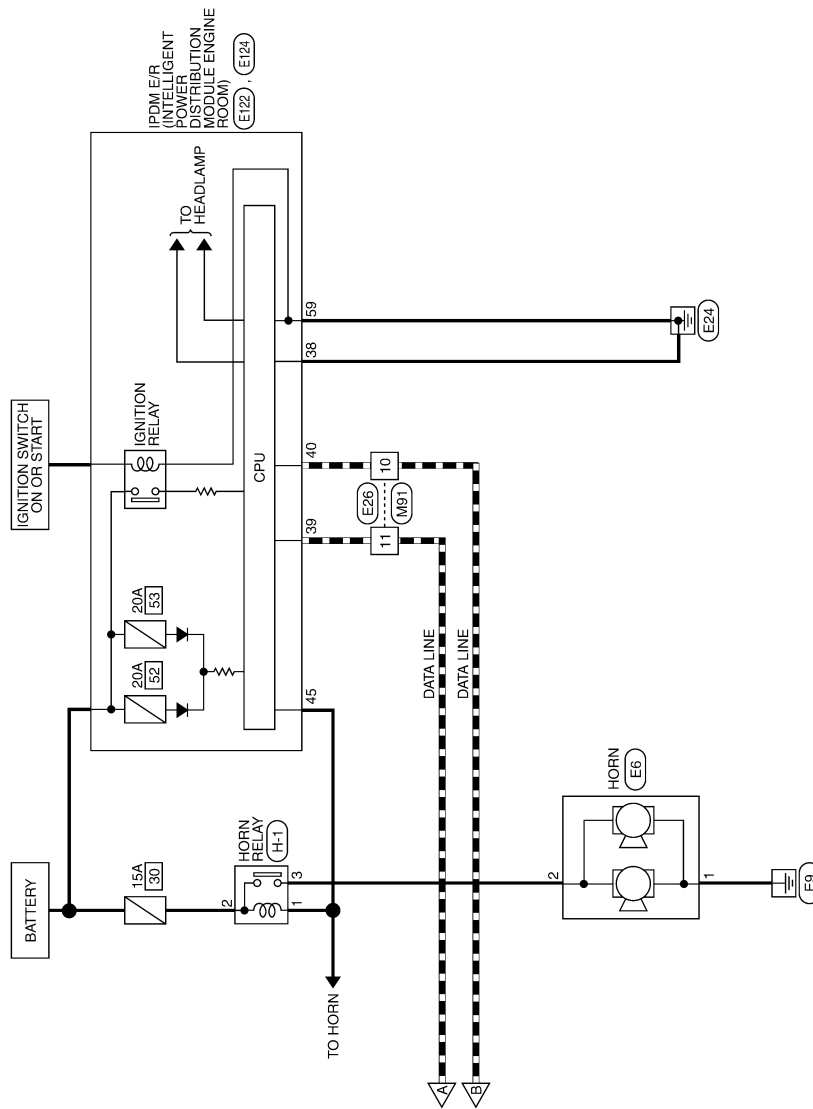 BATTERY
IGNITION SWITCH
ON OR START
IPDM E/R
(INTELLIGENT
POWER
DISTRIBUTION
MODULE ENGINE
ROOM)
E122 , E124
15A
30
20A
52
20A
53
IGNITION
RELAY
TO
HEADLAMP
CPU
HORN
RELAY
H-1
2
1
3
45
39
40
38
59
TO HORN
E26
M91
11
10
DATA LINE
DATA LINE
A
B
HORN
E6
2
1
E24